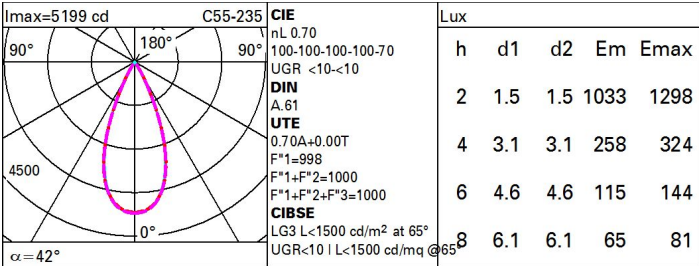 Imax=5199 cd C55-235
90° 180° 90°
4500
0°
α=42°
CIE
nL 0.70
100-100-100-100-70
UGR <10-<10
DIN
A.61
UTE
0.70A+0.00T
F"1=998
F"1+F"2=1000
F"1+F"2+F"3=1000
CIBSE
LG3 L<1500 cd/m² at 65°
UGR<10 | L<1500 cd/mq @65°
Lux
h d1 d2 Em Emax
2 1.5 1.5 1033 1298
4 3.1 3.1 258 324
6 4.6 4.6 115 144
8 6.1 6.1 65 81